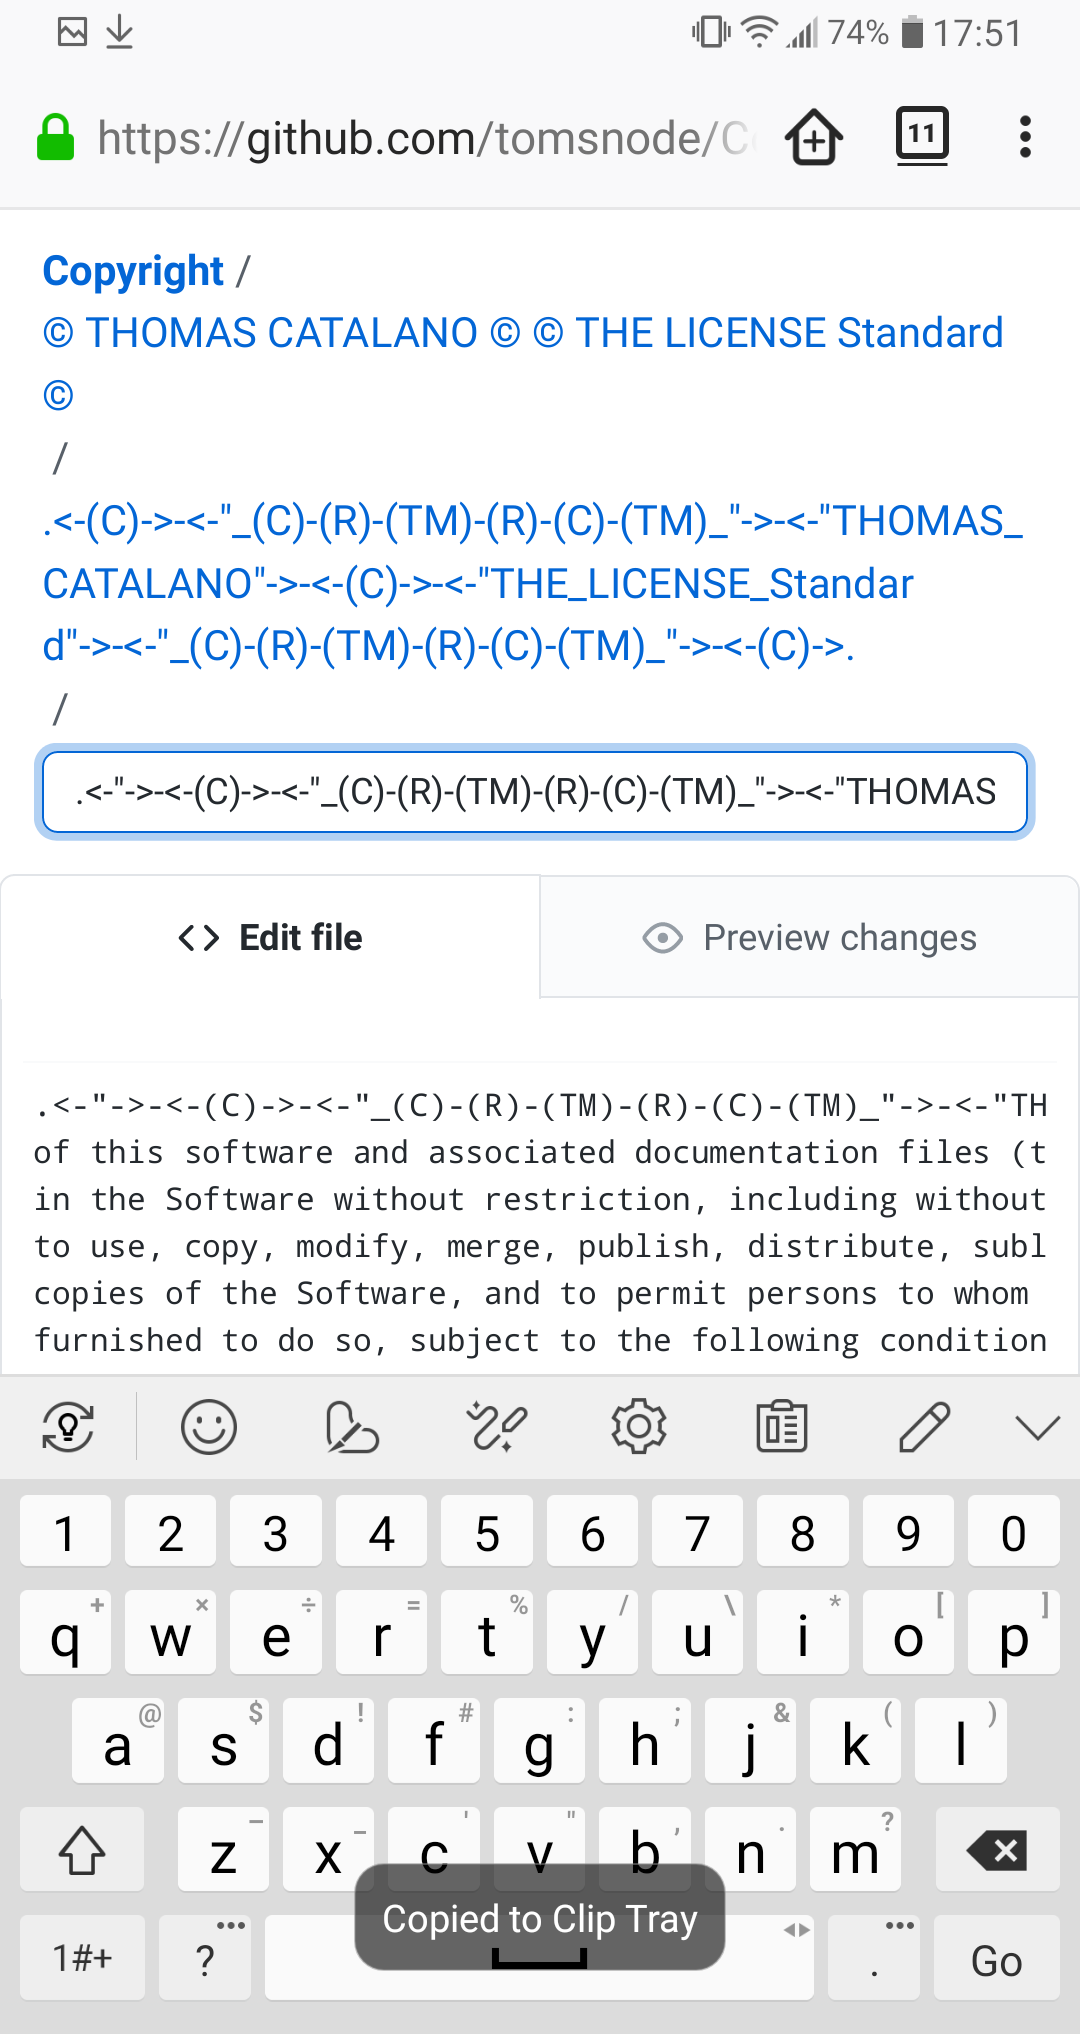 74% 17:51
https://github.com/tomsnode/C
11
Copyright /
© THOMAS CATALANO © © THE LICENSE Standard
©
/
.<-(C)->-<-"_(C)-(R)-(TM)-(R)-(C)-(TM)_"->-<-"THOMAS_
CATALANO"->-<-(C)->-<-"THE_LICENSE_Standar
d"->-<-"_(C)-(R)-(TM)-(R)-(C)-(TM)_"->-<-(C)->.
/
.<-"->-<-(C)->-<-"_(C)-(R)-(TM)-(R)-(C)-(TM)_"->-<-"THOMAS
<> Edit file
Preview changes
.<-"->-<-(C)->-<-"_(C)-(R)-(TM)-(R)-(C)-(TM)_"->-<-"TH
of this software and associated documentation files (t
in the Software without restriction, including without
to use, copy, modify, merge, publish, distribute, subl
copies of the Software, and to permit persons to whom
furnished to do so, subject to the following condition
1 2 3 4 5 6 7 8 9 0
+ × ÷ = % / \ * [ ]
q w e r t y u i o p
@ $ ! # : ; & ( )
a s d f g h j k l
– _ ' " , . ?
z x c v b n m
Copied to Clip Tray
1#+ ? . Go